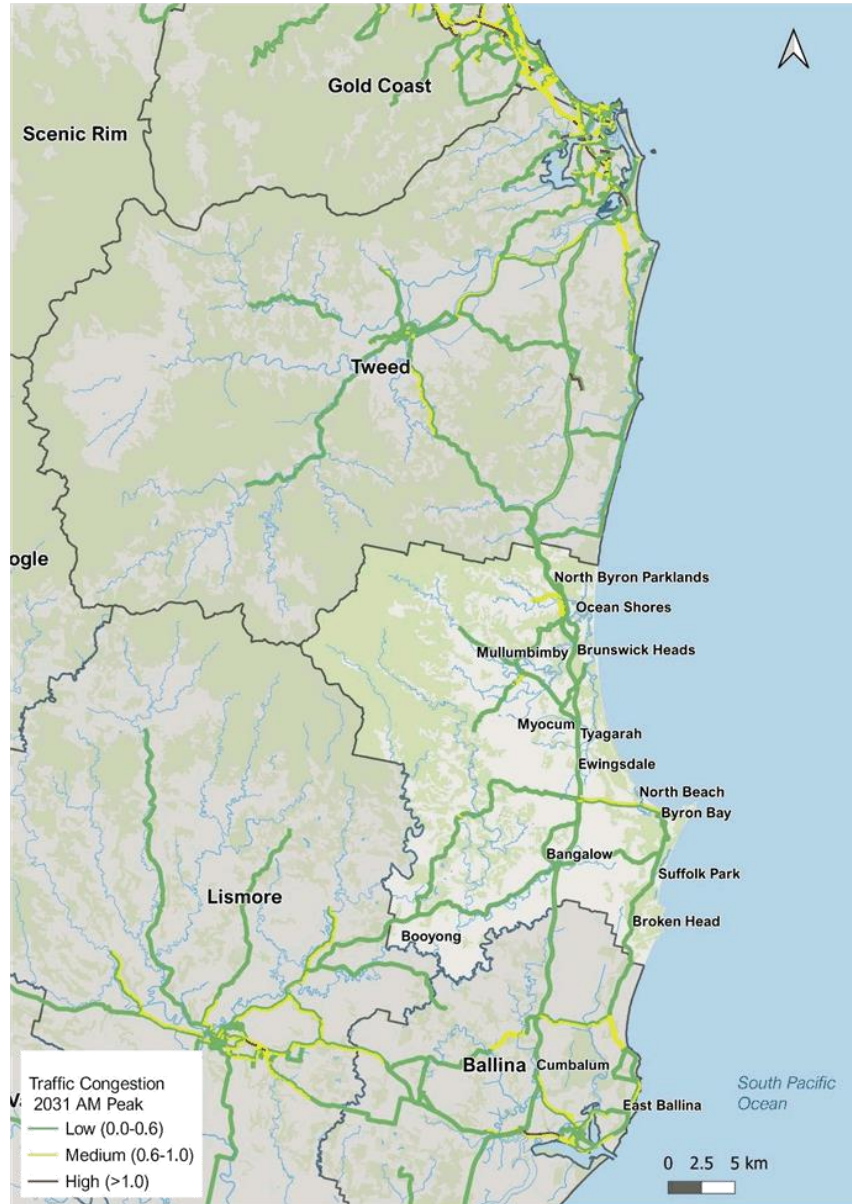 Gold Coast
Scenic Rim
Tweed
ogle
North Byron Parklands
Ocean Shores
Mullumbimby
Brunswick Heads
Myocum
Tyagarah
Ewingsdale
North Beach
Byron Bay
Bangalow
Suffolk Park
Lismore
Broken Head
Booyong
Ballina
Cumbalum
East Ballina
South Pacific
Ocean
Traffic Congestion
2031 AM Peak
Low (0.0-0.6)
Medium (0.6-1.0)
High (>1.0)
0 2.5 5 km